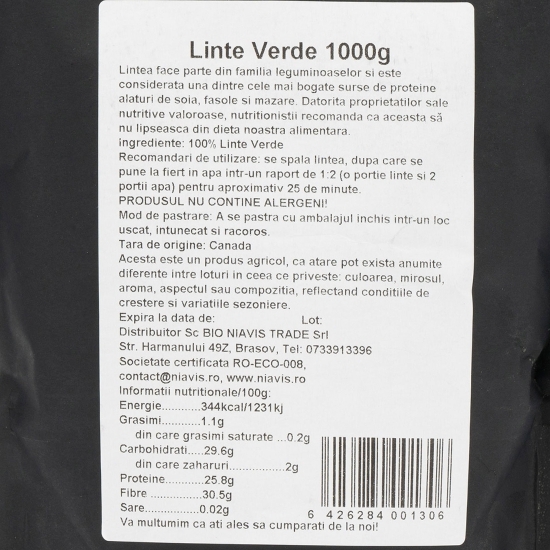 Linte Verde 1000g
Lintea face parte din familia leguminoaselor si este
considerata una dintre cele mai bogate surse de proteine
alaturi de soia, fasole si mazare. Datorita proprietatilor sale
nutritive valoroase, nutritionistii recomanda ca aceasta să
nu lipseasca din dieta noastra alimentara.
Ingrediente: 100% Linte Verde
Recomandari de utilizare: se spala lintea, dupa care se
pune la fiert in apa intr-un raport de 1:2 (o portie linte si 2
portii apa) pentru aproximativ 25 de minute.
PRODUSUL NU CONTINE ALERGENI!
Mod de pastrare: A se pastra cu ambalajul inchis intr-un loc
uscat, intunecat si racoros.
Tara de origine: Canada
Acesta este un produs agricol, ca atare pot exista anumite
diferente intre loturi in ceea ce priveste: culoarea, mirosul,
aroma, aspectul sau compozitia, reflectand conditiile de
crestere si variatiile sezoniere.
Expira la data de: Lot:
Distribuitor Sc BIO NIAVIS TRADE Srl
Str. Harmanului 49Z, Brasov, Tel: 0733913396
Societate certificata RO-ECO-008,
contact@niavis.ro, www.niavis.ro
Informatii nutritionale/100g:
Energie...........344kcal/1231kj
Grasimi............1.1g
din care grasimi saturate ...0.2g
Carbohidrati.....29.6g
din care zaharuri...............2g
Proteine...........25.8g
Fibre ...............30.5g
Sare................0.02g
6 426284 001306
Va multumim ca ati ales sa cumparati de la noi!